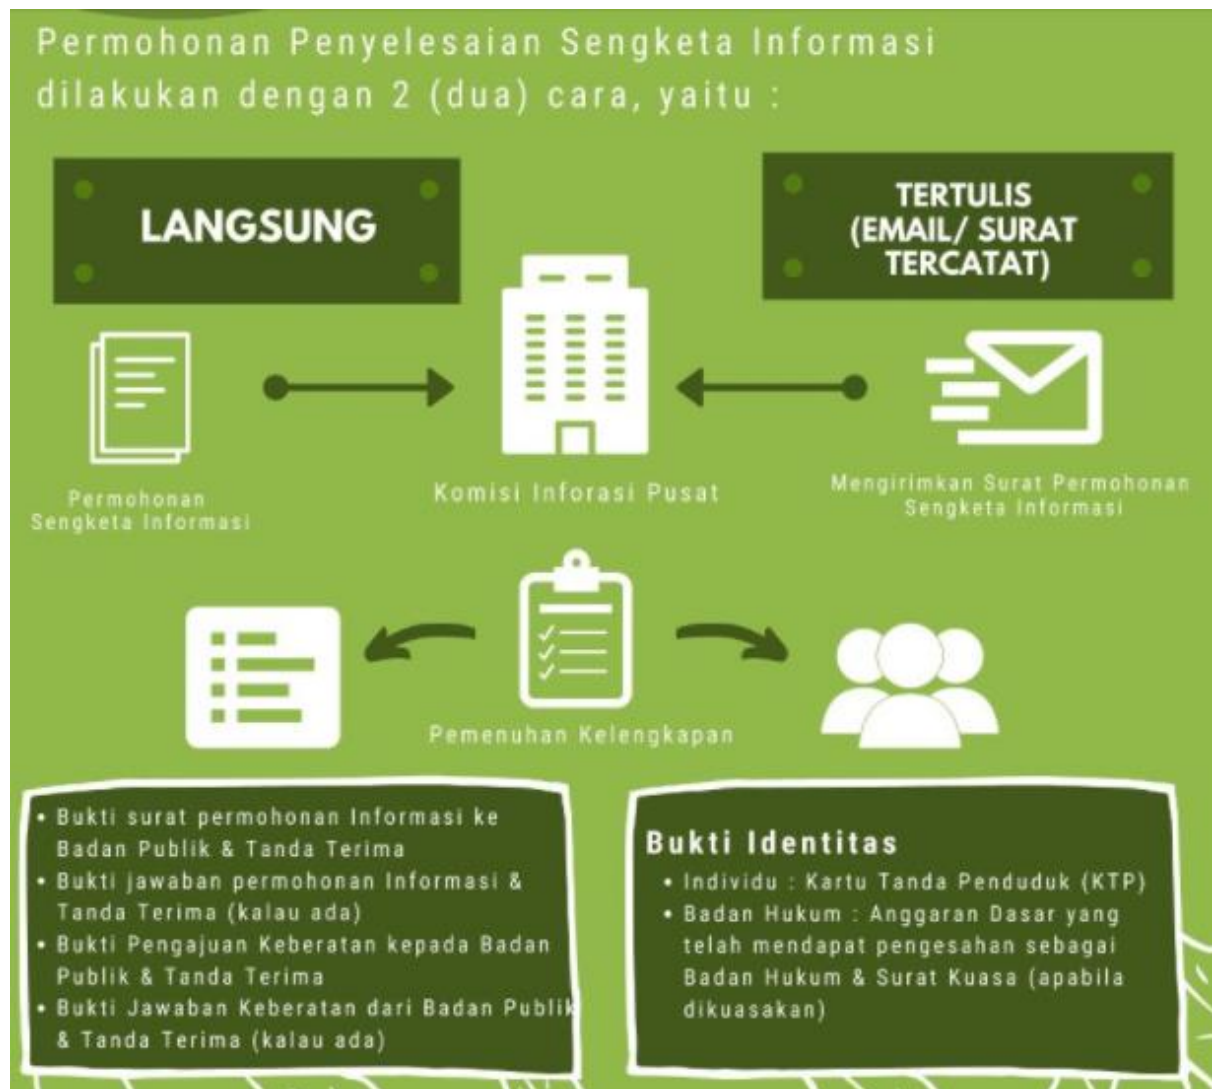 Permohonan Penyelesaian Sengketa Informasi
dilakukan dengan 2 (dua) cara, yaitu :
LANGSUNG
TERTULIS
(EMAIL/ SURAT
TERCATAT)
Permohonan
Sengketa Informasi
Komisi Inforasi Pusat
Mengirimkan Surat Permohonan
Sengketa Informasi
Pemenuhan Kelengkapan
• Bukti surat permohonan Informasi ke
Badan Publik & Tanda Terima
• Bukti jawaban permohonan Informasi &
Tanda Terima (kalau ada)
• Bukti Pengajuan Keberatan kepada Badan
Publik & Tanda Terima
• Bukti Jawaban Keberatan dari Badan Publik
& Tanda Terima (kalau ada)
Bukti Identitas
• Individu : Kartu Tanda Penduduk (KTP)
• Badan Hukum : Anggaran Dasar yang
telah mendapat pengesahan sebagai
Badan Hukum & Surat Kuasa (apabila
dikuasakan)